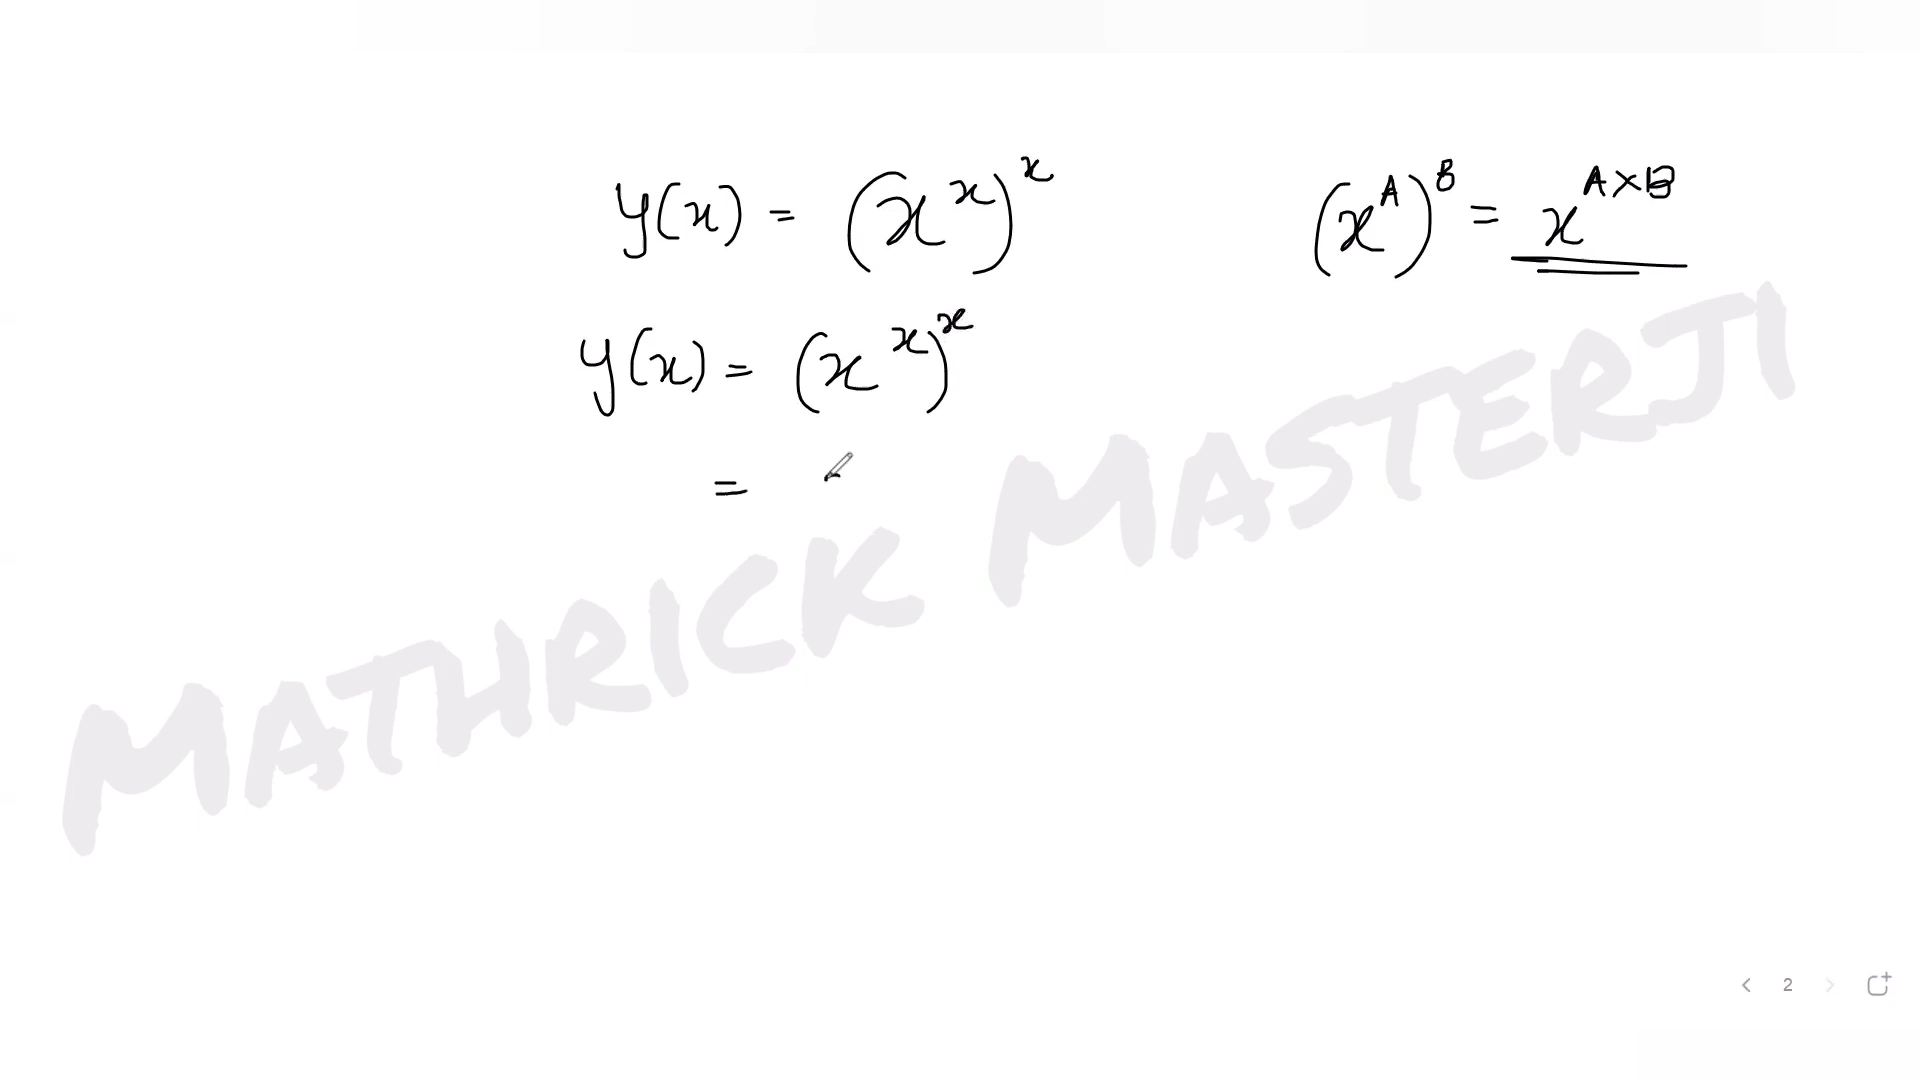 y(x) = (x^x)^x
(x^A)^B = x^{A×B}
y(x) = (x^x)^x
=
MATHRICK MASTERJI
2